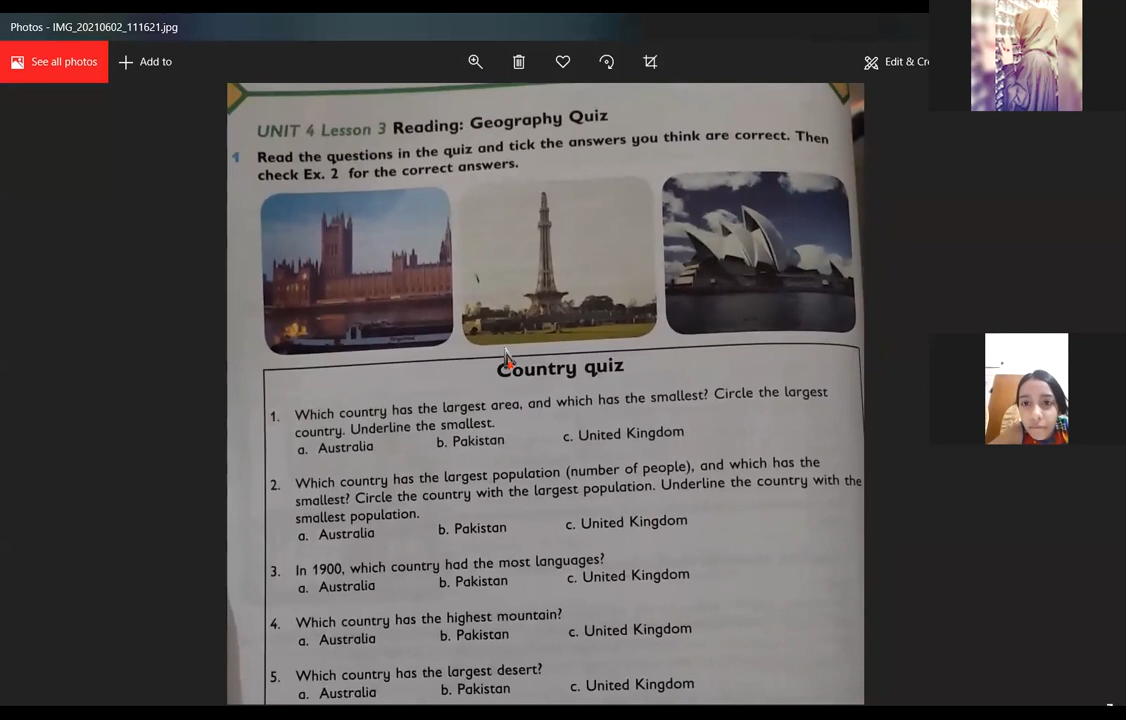 Photos - IMG_20210602_111621.jpg
See all photos
Add to
Edit & Cr
UNIT 4 Lesson 3 Reading: Geography Quiz
1 Read the questions in the quiz and tick the answers you think are correct. Then
check Ex. 2 for the correct answers.
Country quiz
1. Which country has the largest area, and which has the smallest? Circle the largest
country. Underline the smallest.
a. Australia b. Pakistan c. United Kingdom
2. Which country has the largest population (number of people), and which has the
smallest? Circle the country with the largest population. Underline the country with the
smallest population.
a. Australia b. Pakistan c. United Kingdom
3. In 1900, which country had the most languages?
a. Australia b. Pakistan c. United Kingdom
4. Which country has the highest mountain?
a. Australia b. Pakistan c. United Kingdom
5. Which country has the largest desert?
a. Australia b. Pakistan c. United Kingdom